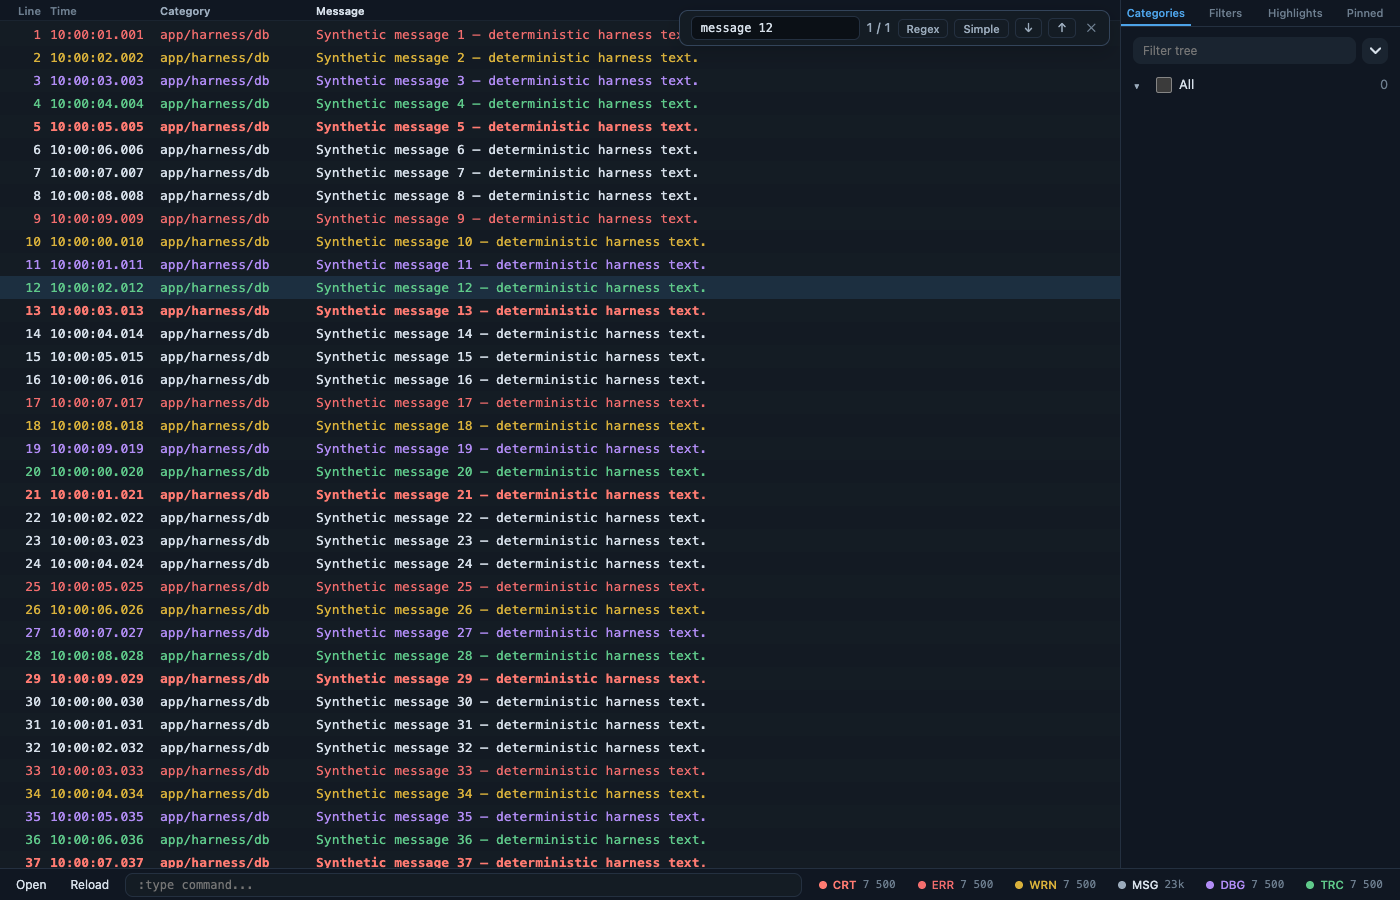 Line Time Category Message
message 12 1 / 1 Regex Simple ↓ ↑ ×
Categories Filters Highlights Pinned
Filter tree
All 0
1 10:00:01.001 app/harness/db Synthetic message 1 — deterministic harness
2 10:00:02.002 app/harness/db Synthetic message 2 — deterministic harness text.
3 10:00:03.003 app/harness/db Synthetic message 3 — deterministic harness text.
4 10:00:04.004 app/harness/db Synthetic message 4 — deterministic harness text.
5 10:00:05.005 app/harness/db Synthetic message 5 — deterministic harness text.
6 10:00:06.006 app/harness/db Synthetic message 6 — deterministic harness text.
7 10:00:07.007 app/harness/db Synthetic message 7 — deterministic harness text.
8 10:00:08.008 app/harness/db Synthetic message 8 — deterministic harness text.
9 10:00:09.009 app/harness/db Synthetic message 9 — deterministic harness text.
10 10:00:00.010 app/harness/db Synthetic message 10 — deterministic harness text.
11 10:00:01.011 app/harness/db Synthetic message 11 — deterministic harness text.
12 10:00:02.012 app/harness/db Synthetic message 12 — deterministic harness text.
13 10:00:03.013 app/harness/db Synthetic message 13 — deterministic harness text.
14 10:00:04.014 app/harness/db Synthetic message 14 — deterministic harness text.
15 10:00:05.015 app/harness/db Synthetic message 15 — deterministic harness text.
16 10:00:06.016 app/harness/db Synthetic message 16 — deterministic harness text.
17 10:00:07.017 app/harness/db Synthetic message 17 — deterministic harness text.
18 10:00:08.018 app/harness/db Synthetic message 18 — deterministic harness text.
19 10:00:09.019 app/harness/db Synthetic message 19 — deterministic harness text.
20 10:00:00.020 app/harness/db Synthetic message 20 — deterministic harness text.
21 10:00:01.021 app/harness/db Synthetic message 21 — deterministic harness text.
22 10:00:02.022 app/harness/db Synthetic message 22 — deterministic harness text.
23 10:00:03.023 app/harness/db Synthetic message 23 — deterministic harness text.
24 10:00:04.024 app/harness/db Synthetic message 24 — deterministic harness text.
25 10:00:05.025 app/harness/db Synthetic message 25 — deterministic harness text.
26 10:00:06.026 app/harness/db Synthetic message 26 — deterministic harness text.
27 10:00:07.027 app/harness/db Synthetic message 27 — deterministic harness text.
28 10:00:08.028 app/harness/db Synthetic message 28 — deterministic harness text.
29 10:00:09.029 app/harness/db Synthetic message 29 — deterministic harness text.
30 10:00:00.030 app/harness/db Synthetic message 30 — deterministic harness text.
31 10:00:01.031 app/harness/db Synthetic message 31 — deterministic harness text.
32 10:00:02.032 app/harness/db Synthetic message 32 — deterministic harness text.
33 10:00:03.033 app/harness/db Synthetic message 33 — deterministic harness text.
34 10:00:04.034 app/harness/db Synthetic message 34 — deterministic harness text.
35 10:00:05.035 app/harness/db Synthetic message 35 — deterministic harness text.
36 10:00:06.036 app/harness/db Synthetic message 36 — deterministic harness text.
37 10:00:07.037 app/harness/db Synthetic message 37 — deterministic harness text.
Open Reload :type command... CRT 7 500 ERR 7 500 WRN 7 500 MSG 23k DBG 7 500 TRC 7 500